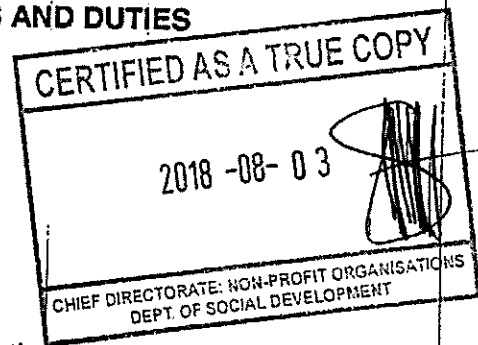 AND DUTIES
CERTIFIED AS A TRUE COPY
2018 -08- 03
CHIEF DIRECTORATE: NON-PROFIT ORGANISATIONS
DEPT. OF SOCIAL DEVELOPMENT